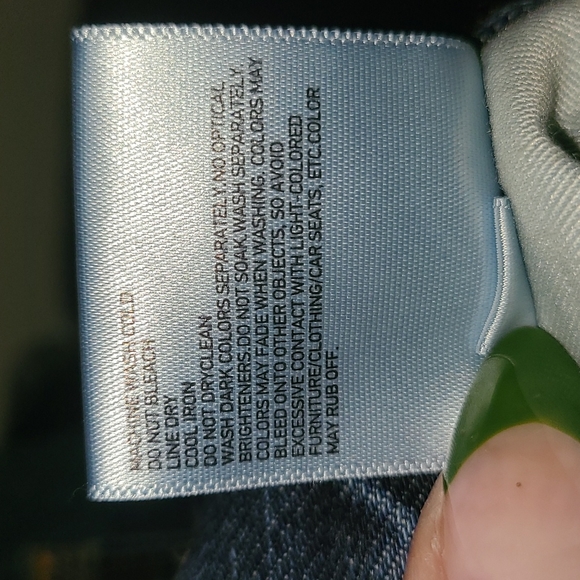 MACHINE WASH COLD
DO NOT BLEACH
LINE DRY
COOL IRON
DO NOT DRYCLEAN
WASH DARK COLORS SEPARATELY.NO OPTICAL
BRIGHTENERS.DO NOT SOAK.WASH SEPARATELY
COLORS MAY FADE WHEN WASHING, COLORS MAY
BLEED ONTO OTHER OBJECTS, SO AVOID
EXCESSIVE CONTACT WITH LIGHT-COLORED
FURNITURE/CLOTHING/CAR SEATS, ETC.COLOR
MAY RUB OFF.